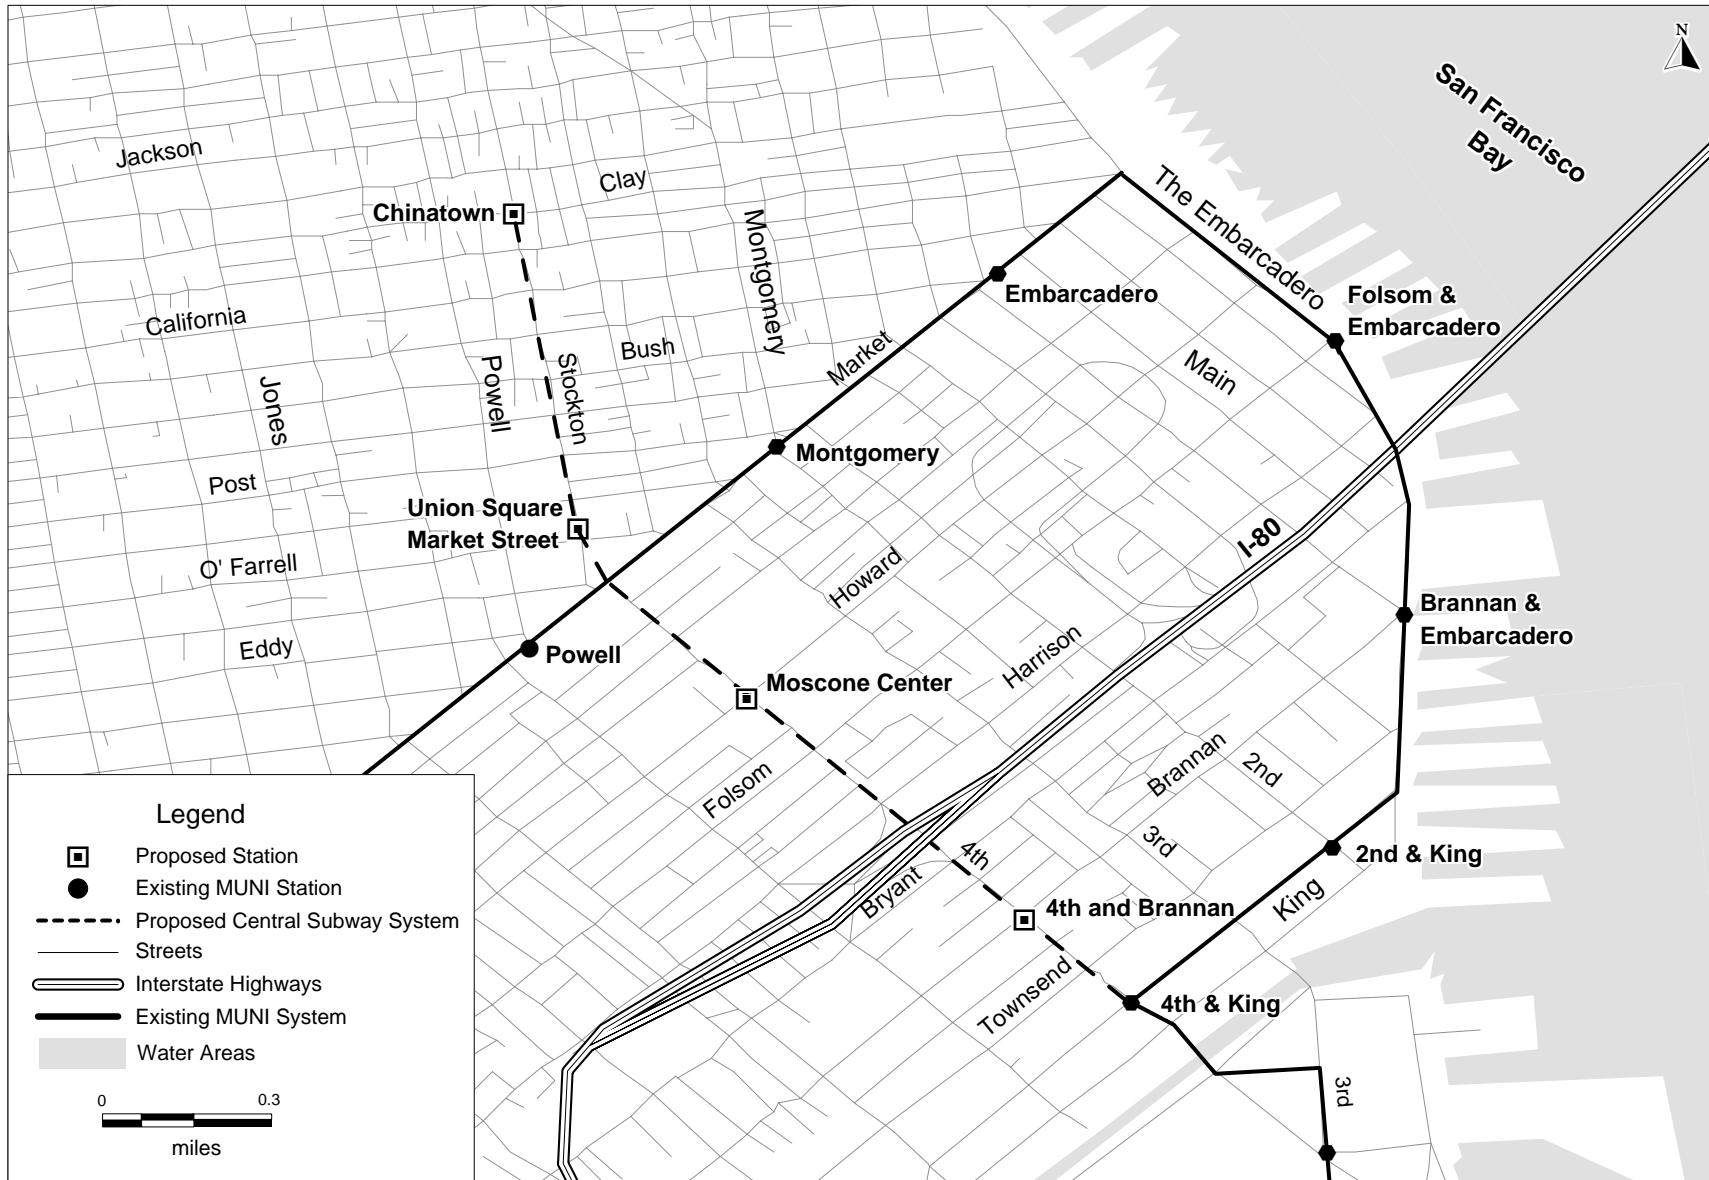 N
San Francisco
Bay
Jackson
Clay
Chinatown
The Embarcadero
Montgomery
Embarcadero
Folsom &
Embarcadero
California
Bush
Market
Powell
Stockton
Main
Jones
Montgomery
Post
Union Square
Market Street
I-80
O' Farrell
Howard
Brannan &
Embarcadero
Eddy
Powell
Harrison
Moscone Center
Folsom
Brannan
2nd
3rd
4th
2nd & King
Bryant
King
4th and Brannan
Townsend
4th & King
3rd
Legend
Proposed Station
Existing MUNI Station
Proposed Central Subway System
Streets
Interstate Highways
Existing MUNI System
Water Areas
0 0.3
miles